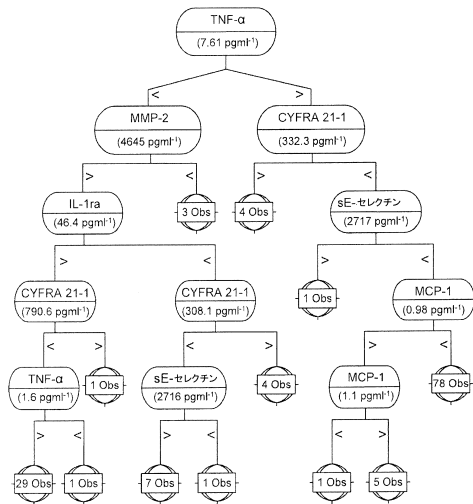 TNF-α
(7.61 pgml⁻¹)
<
>
MMP-2
(4645 pgml⁻¹)
CYFRA 21-1
(332.3 pgml⁻¹)
>
<
>
<
IL-1ra
(46.4 pgml⁻¹)
3 Obs
4 Obs
sE-セレクチン
(2717 pgml⁻¹)
>
<
>
<
CYFRA 21-1
(790.6 pgml⁻¹)
CYFRA 21-1
(308.1 pgml⁻¹)
1 Obs
MCP-1
(0.98 pgml⁻¹)
<
>
>
<
>
<
TNF-α
(1.6 pgml⁻¹)
1 Obs
sE-セレクチン
(2716 pgml⁻¹)
4 Obs
MCP-1
(1.1 pgml⁻¹)
78 Obs
>
<
>
<
<
>
29 Obs
1 Obs
7 Obs
1 Obs
1 Obs
5 Obs